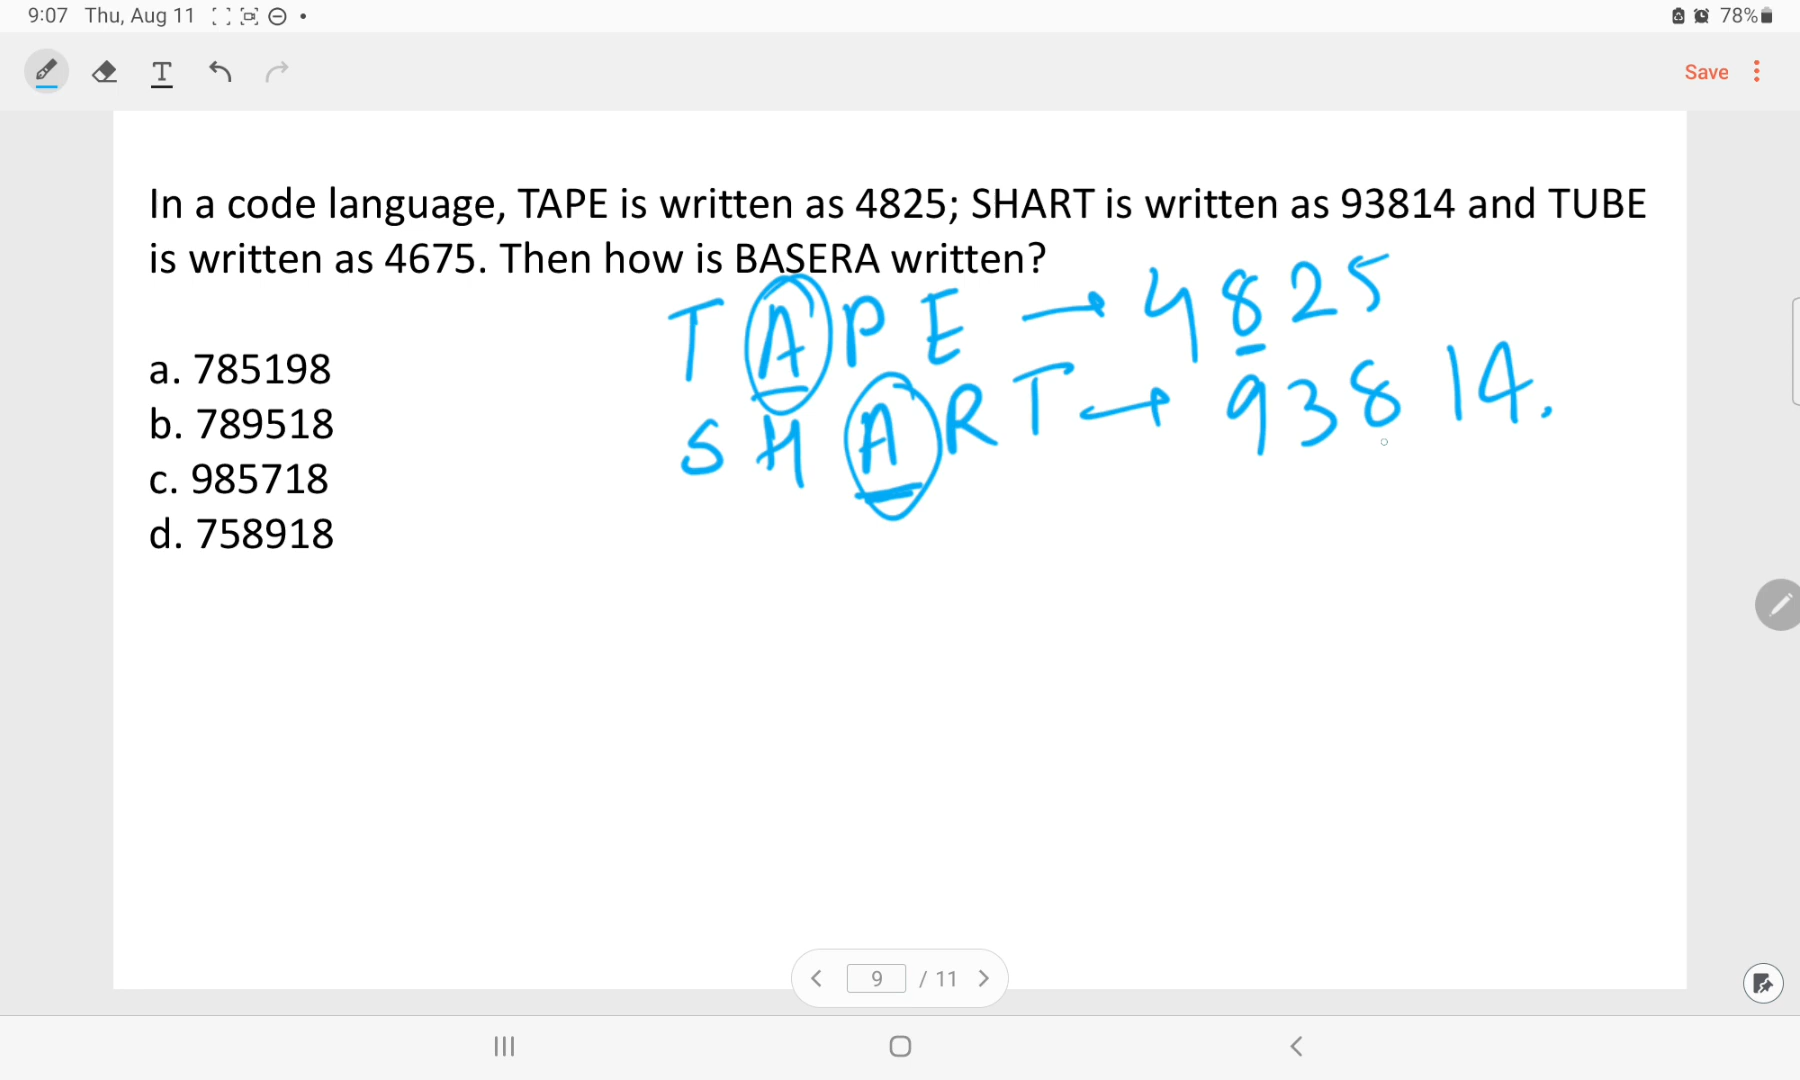 9:07 Thu, Aug 11 78%
T Save
In a code language, TAPE is written as 4825; SHART is written as 93814 and TUBE
is written as 4675. Then how is BASERA written?
T A P E → 4825
S H A R T → 93814.
a. 785198
b. 789518
c. 985718
d. 758918
9 / 11